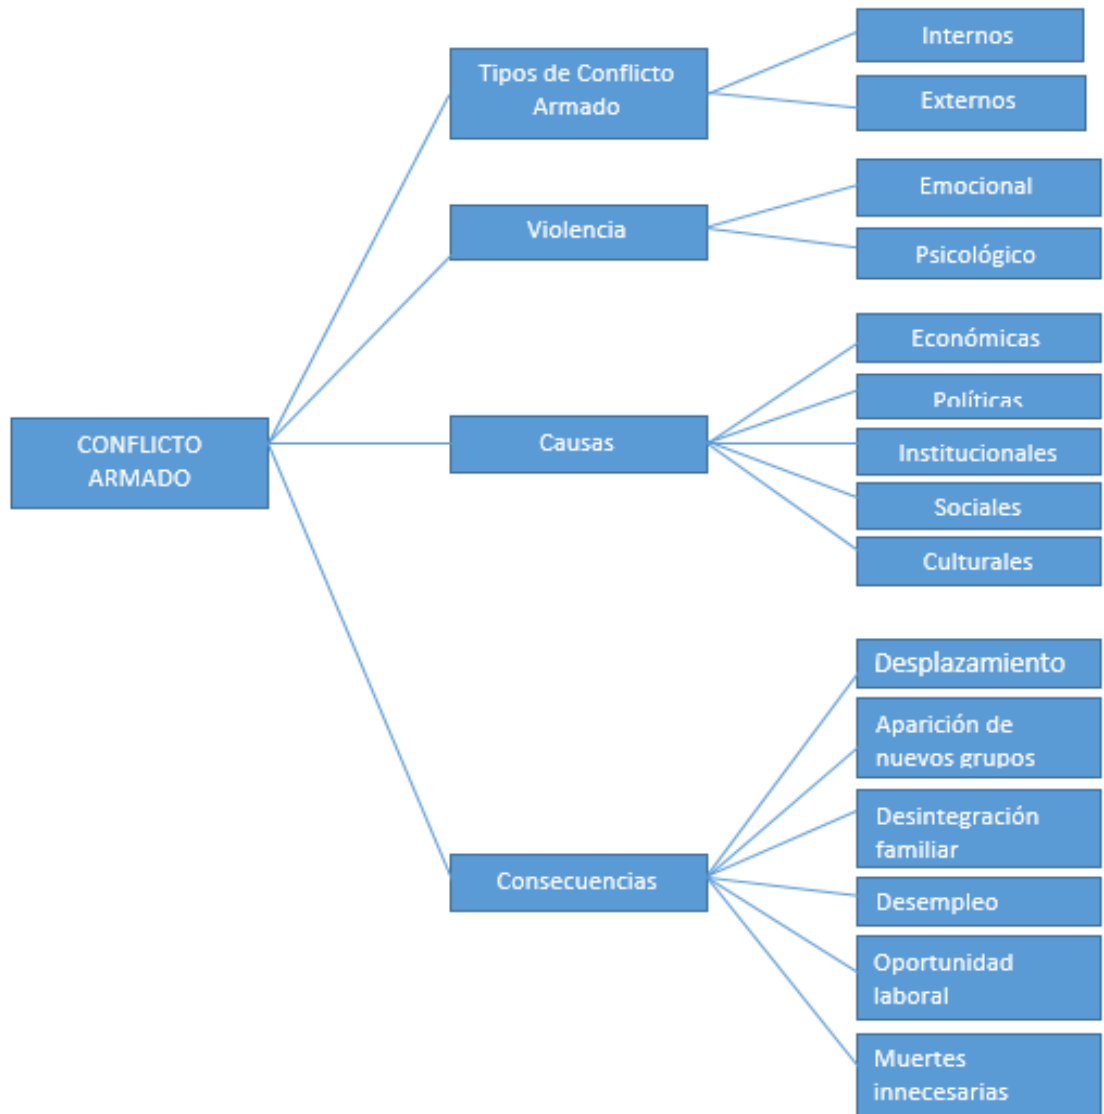 CONFLICTO
ARMADO
Tipos de Conflicto
Armado
Internos
Externos
Violencia
Emocional
Psicológico
Causas
Económicas
Políticas
Institucionales
Sociales
Culturales
Consecuencias
Desplazamiento
Aparición de
nuevos grupos
Desintegración
familiar
Desempleo
Oportunidad
laboral
Muertes
innecesarias